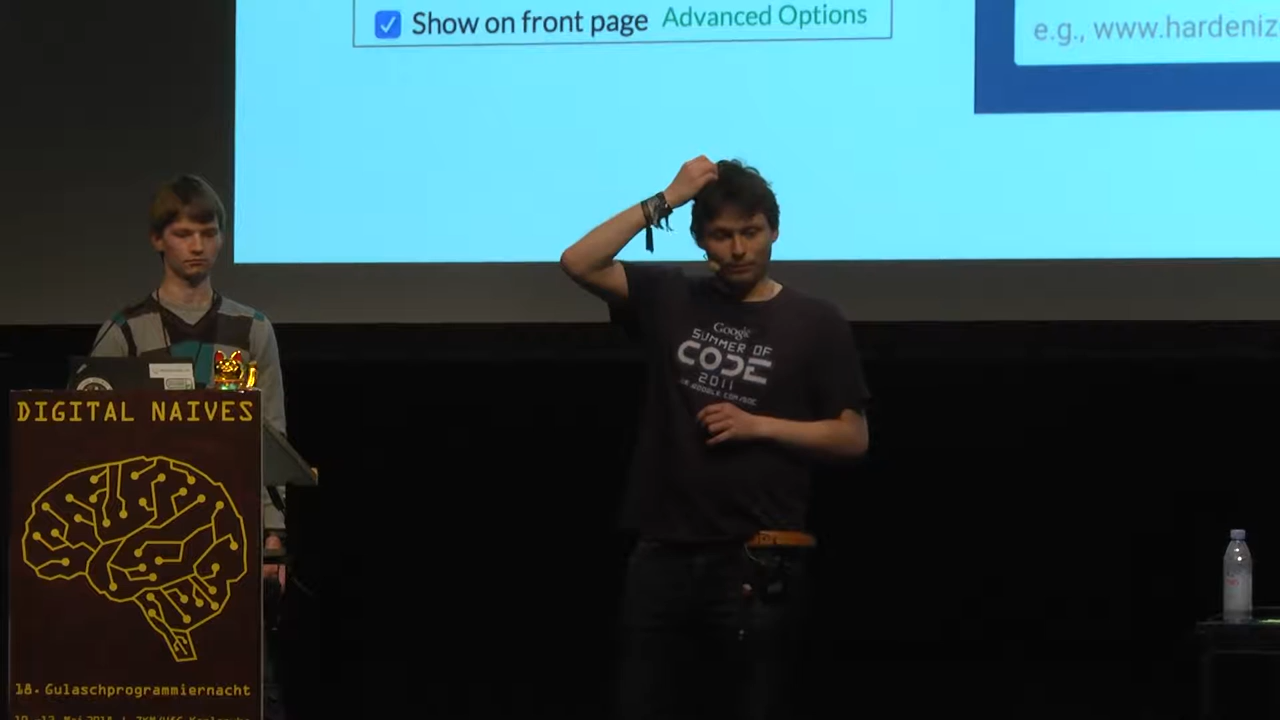 Show on front page Advanced Options
e.g., www.hardeniz
Google
SUMMER OF
CODE
2011
DIGITAL NAIVES
18. Gulaschprogrammiernacht